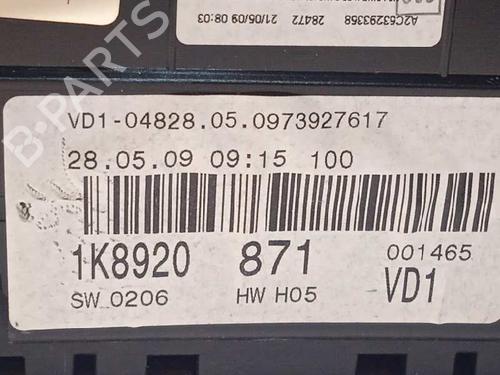 28472
21/05/09 08:03
A2C53293358
B-PARTS
VD1-04828.05.0973927617
28.05.09 09:15 100
1K8920 871 001465
SW 0206 HW H05 VD1